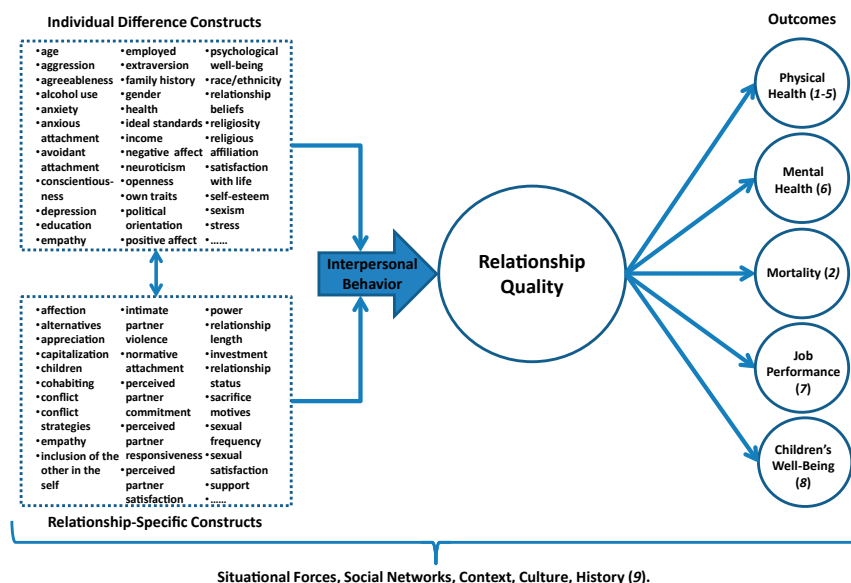 Individual Difference Constructs
•age
•aggression
•agreeableness
•alcohol use
•anxiety
•anxious
attachment
•avoidant
attachment
•conscientious-
ness
•depression
•education
•empathy
•employed
•extraversion
•family history
•gender
•health
•ideal standards
•income
•negative affect
•neuroticism
•openness
•own traits
•political
orientation
•positive affect
•psychological
well-being
•race/ethnicity
•relationship
beliefs
•religiosity
•religious
affiliation
•satisfaction
with life
•self-esteem
•sexism
•stress
•......
•affection
•alternatives
•appreciation
•capitalization
•children
•cohabiting
•conflict
•conflict
strategies
•empathy
•inclusion of the
other in the
self
•intimate
partner
violence
•normative
attachment
•perceived
partner
commitment
•perceived
partner
responsiveness
•perceived
partner
satisfaction
•power
•relationship
length
•investment
•relationship
status
•sacrifice
motives
•sexual
frequency
•sexual
satisfaction
•support
•......
Relationship-Specific Constructs
Interpersonal
Behavior
Relationship
Quality
Outcomes
Physical
Health (1-5)
Mental
Health (6)
Mortality (2)
Job
Performance
(7)
Children's
Well-Being
(8)
Situational Forces, Social Networks, Context, Culture, History (9).